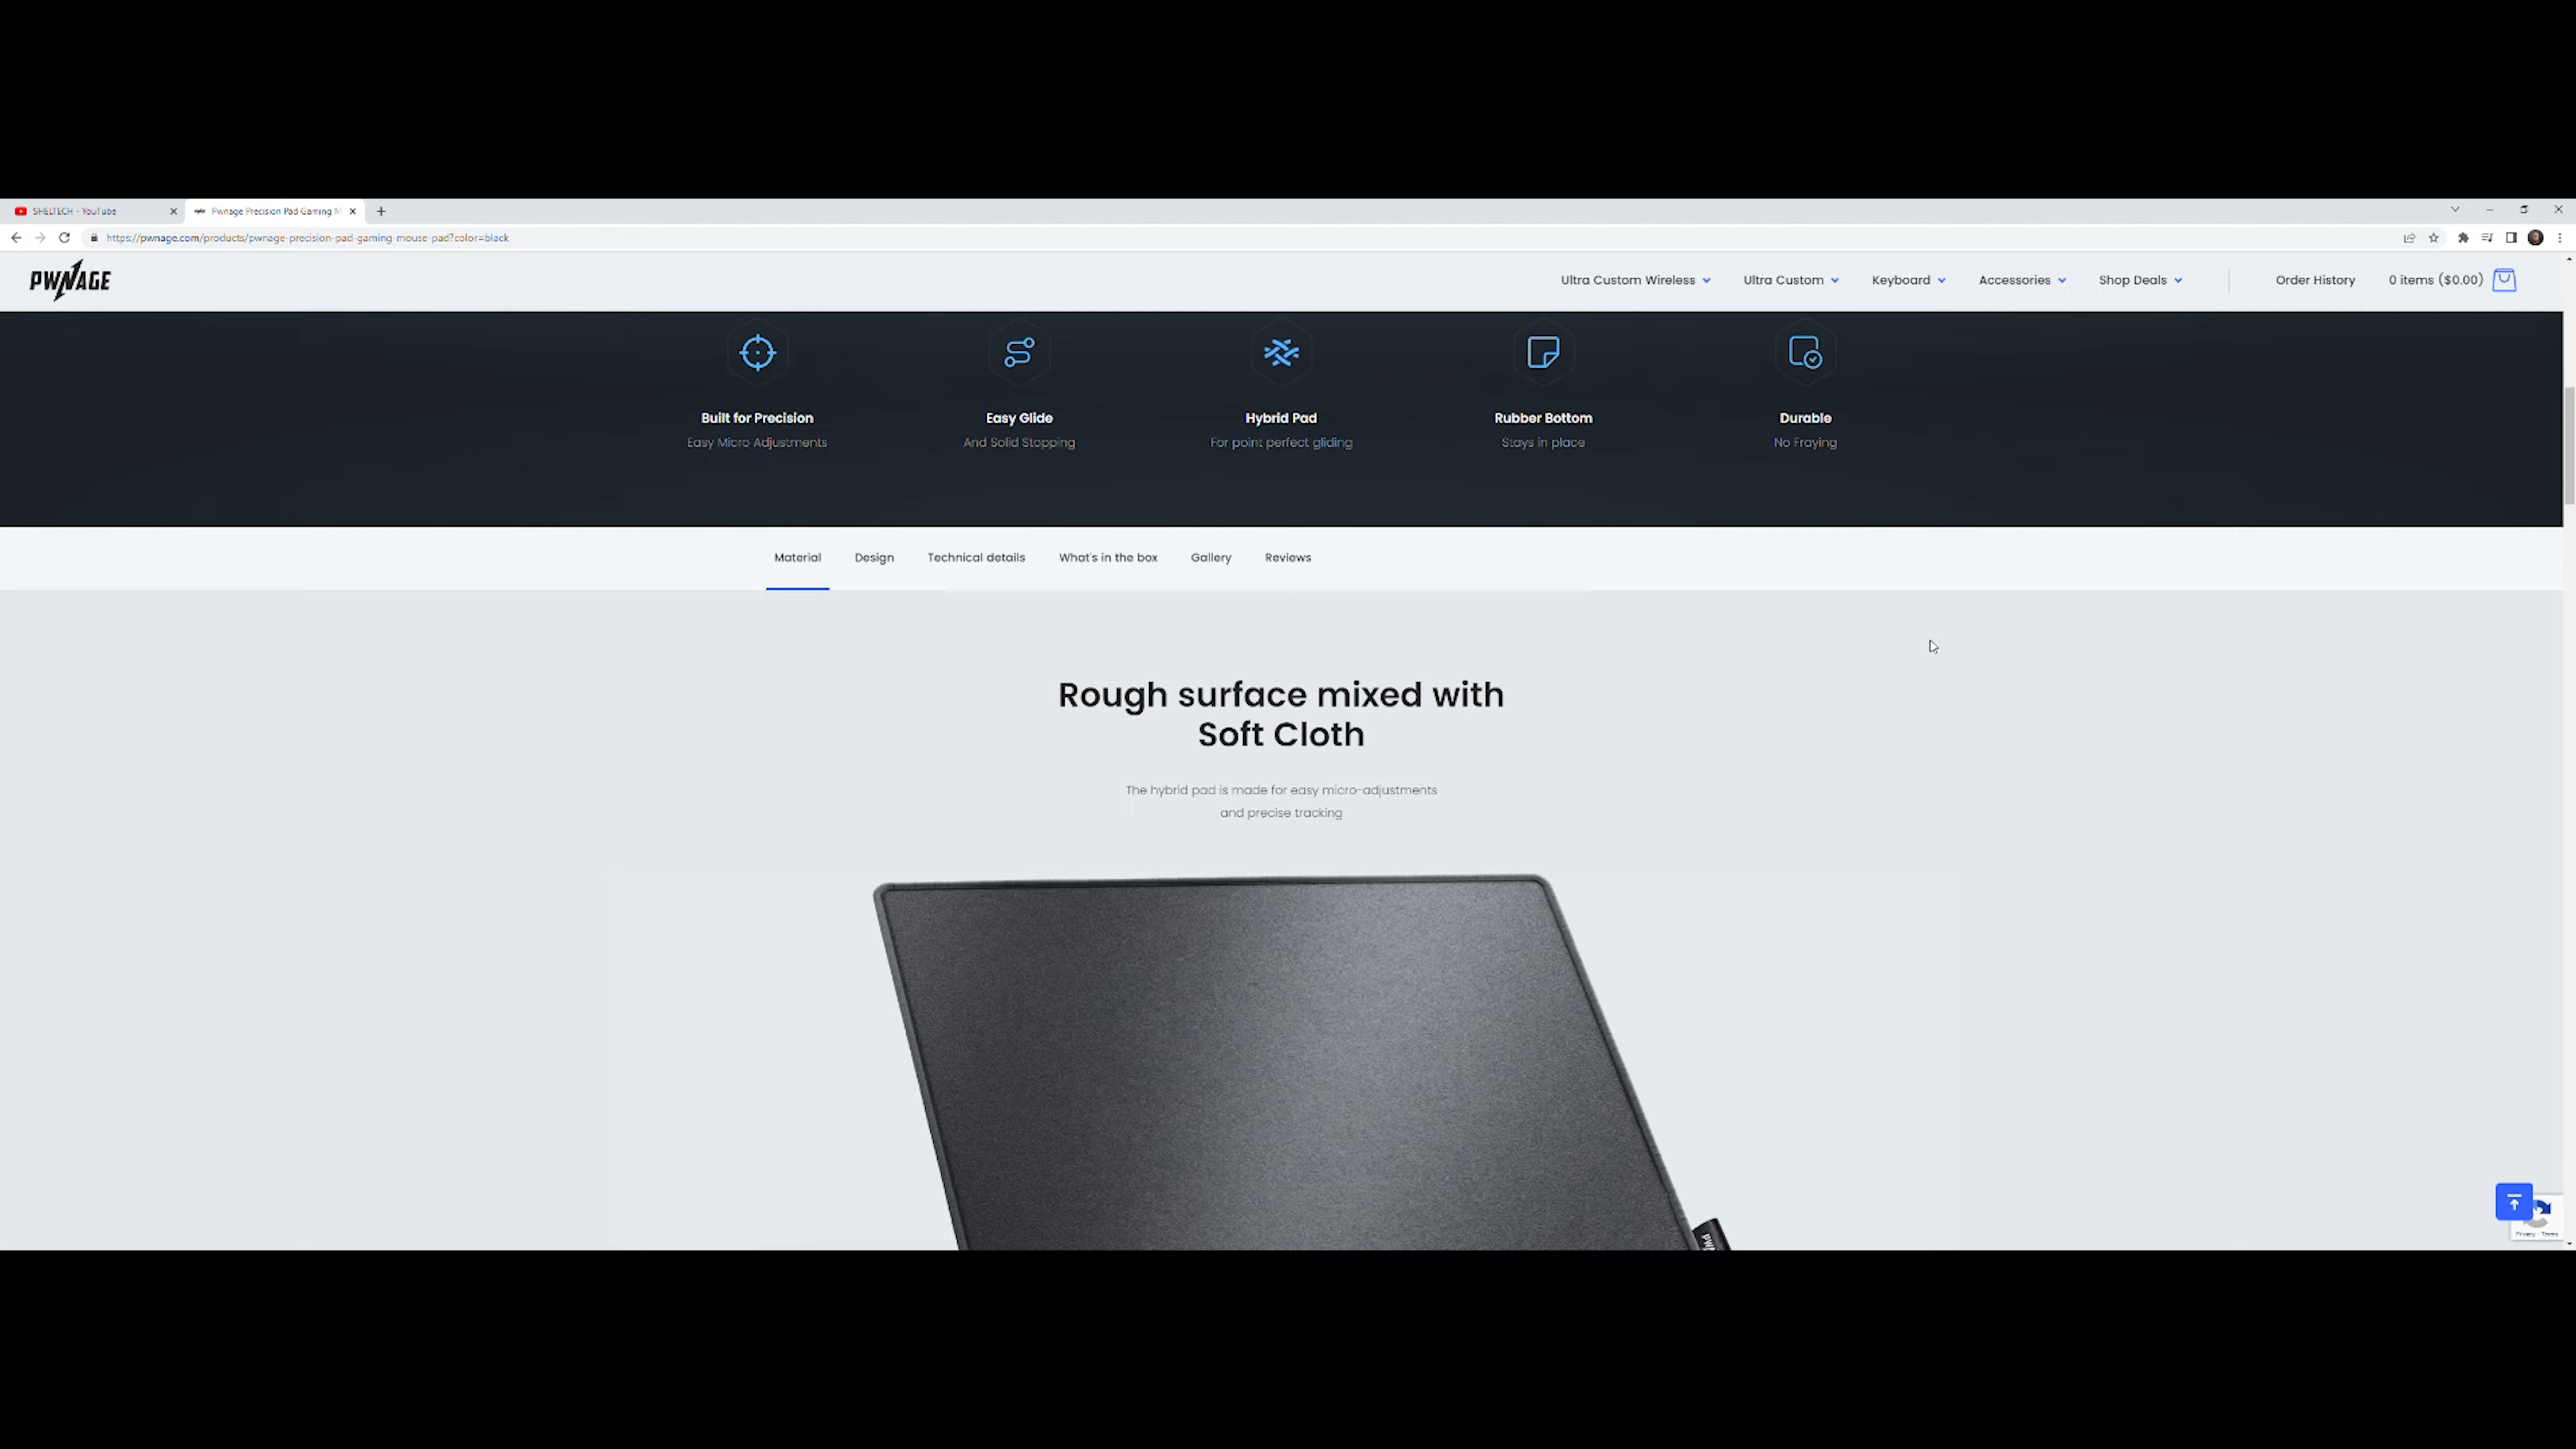 SHELTECH - YouTube
Pwnage Precision Pad Gaming M
https://pwnage.com/products/pwnage-precision-pad-gaming-mouse-pad?color=black
PWNAGE
Ultra Custom Wireless
Ultra Custom
Keyboard
Accessories
Shop Deals
Order History
0 items ($0.00)
Built for Precision
Easy Micro Adjustments
Easy Glide
And Solid Stopping
Hybrid Pad
For point perfect gliding
Rubber Bottom
Stays in place
Durable
No Fraying
Material
Design
Technical details
What's in the box
Gallery
Reviews
Rough surface mixed with
Soft Cloth
The hybrid pad is made for easy micro-adjustments
and precise tracking
Privacy - Terms